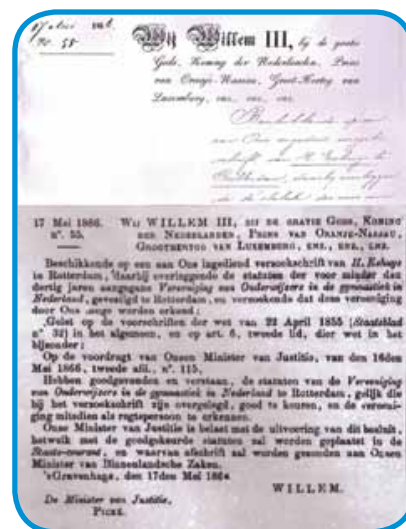 Nr. 55
Wij Willem III, bij de gratie
Gods, Koning der Nederlanden, Prins
van Oranje-Nassau, Groot-Hertog van
Luxemburg, enz., enz., enz.
17 Mei 1866. WIJ WILLEM III, BIJ DE GRATIE GODS, KONING
n°. 55. DER NEDERLANDEN, PRINS VAN ORANJE-NASSAU,
GROOTHERTOG VAN LUXEMBURG, ENZ., ENZ., ENZ.
Beschikkende op een aan Ons ingediend verzoekschrift van H.
te Rotterdam, daarbij overleggende de statuten der voor minder dan
dertig jaren aangegane Vereeniging van Onderwijzers in de gymnastiek in
Nederland, gevestigd te Rotterdam, en verzoekende dat deze vereeniging
door Ons moge worden erkend;
Gelet op de voorschriften der wet van 22 April 1855 (Staatsblad
n° 32) in het algemeen, en op art. 6, tweede lid, dier wet in het
bijzonder;
Op de voordragt van Onzen Minister van Justitie, van den 16den
Mei 1866, tweede afd., n°. 115,
Hebben goedgevonden en verstaan, de statuten van de Vereeniging
van Onderwijzers in de gymnastiek in Nederland te Rotterdam, gelijk die
bij het verzoekschrift zijn overgelegd, goed te keuren, en de vereeni-
ging mitsdien als regtspersoon te erkennen.
Onze Minister van Justitie is belast met de uitvoering van dit besluit,
hetwelk met de goedgekeurde statuten zal worden geplaatst in de
Staats-courant, en waarvan afschrift zal worden gezonden aan Onzen
Minister van Binnenlandsche Zaken.
's Gravenhage, den 17den Mei
WILLEM.
De Minister van Justitie,
PICKÉ.